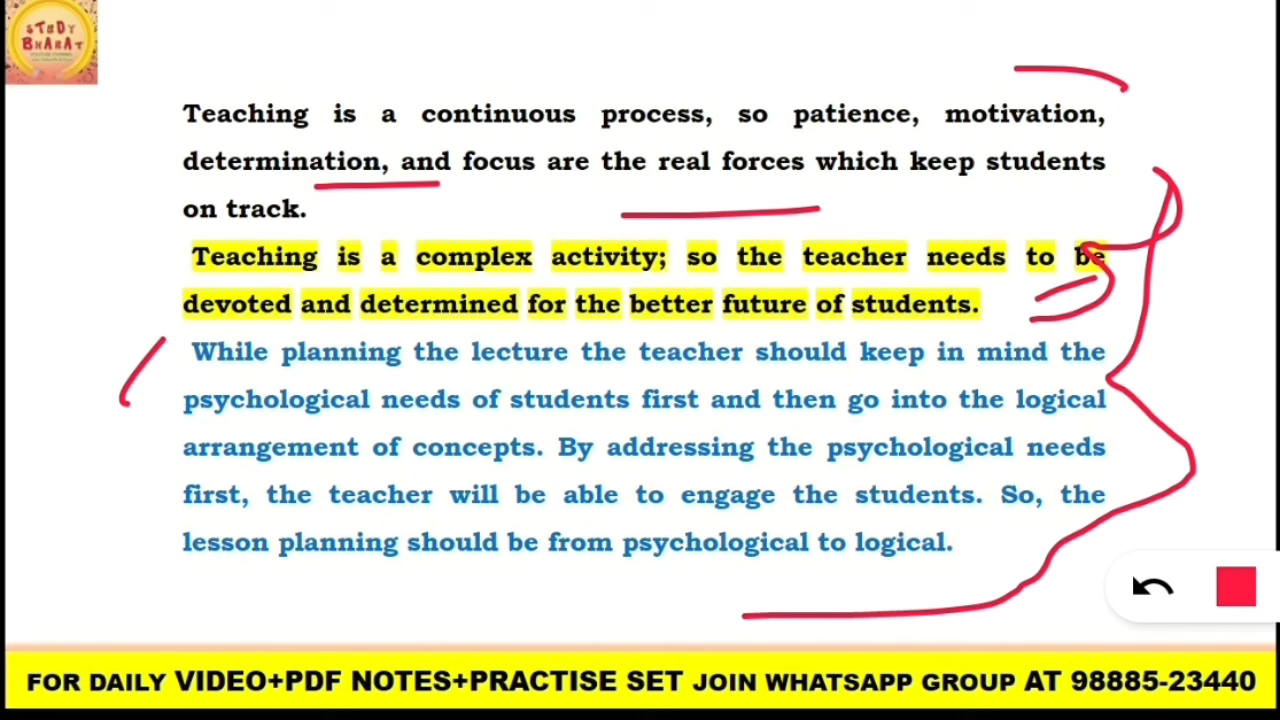 STUDY
BHARAT
Teaching is a continuous process, so patience, motivation,
determination, and focus are the real forces which keep students
on track.
Teaching is a complex activity; so the teacher needs to be
devoted and determined for the better future of students.
While planning the lecture the teacher should keep in mind the
psychological needs of students first and then go into the logical
arrangement of concepts. By addressing the psychological needs
first, the teacher will be able to engage the students. So, the
lesson planning should be from psychological to logical.
FOR DAILY VIDEO+PDF NOTES+PRACTISE SET JOIN WHATSAPP GROUP AT 98885-23440